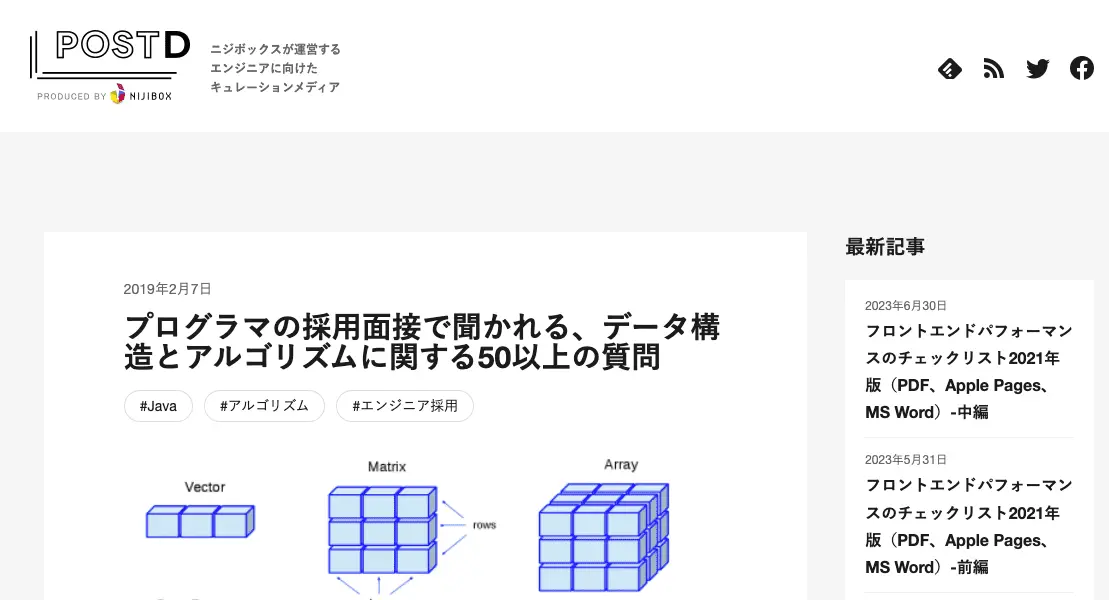 POSTD
PRODUCED BY NIJIBOX
ニジボックスが運営する
エンジニアに向けた
キュレーションメディア
2019年2月7日
プログラマの採用面接で聞かれる、データ構
造とアルゴリズムに関する50以上の質問
#Java
#アルゴリズム
#エンジニア採用
Vector
Matrix
Array
rows
最新記事
2023年6月30日
フロントエンドパフォーマン
スのチェックリスト2021年
版（PDF、Apple Pages、
MS Word）-中編
2023年5月31日
フロントエンドパフォーマン
スのチェックリスト2021年
版（PDF、Apple Pages、
MS Word）-前編